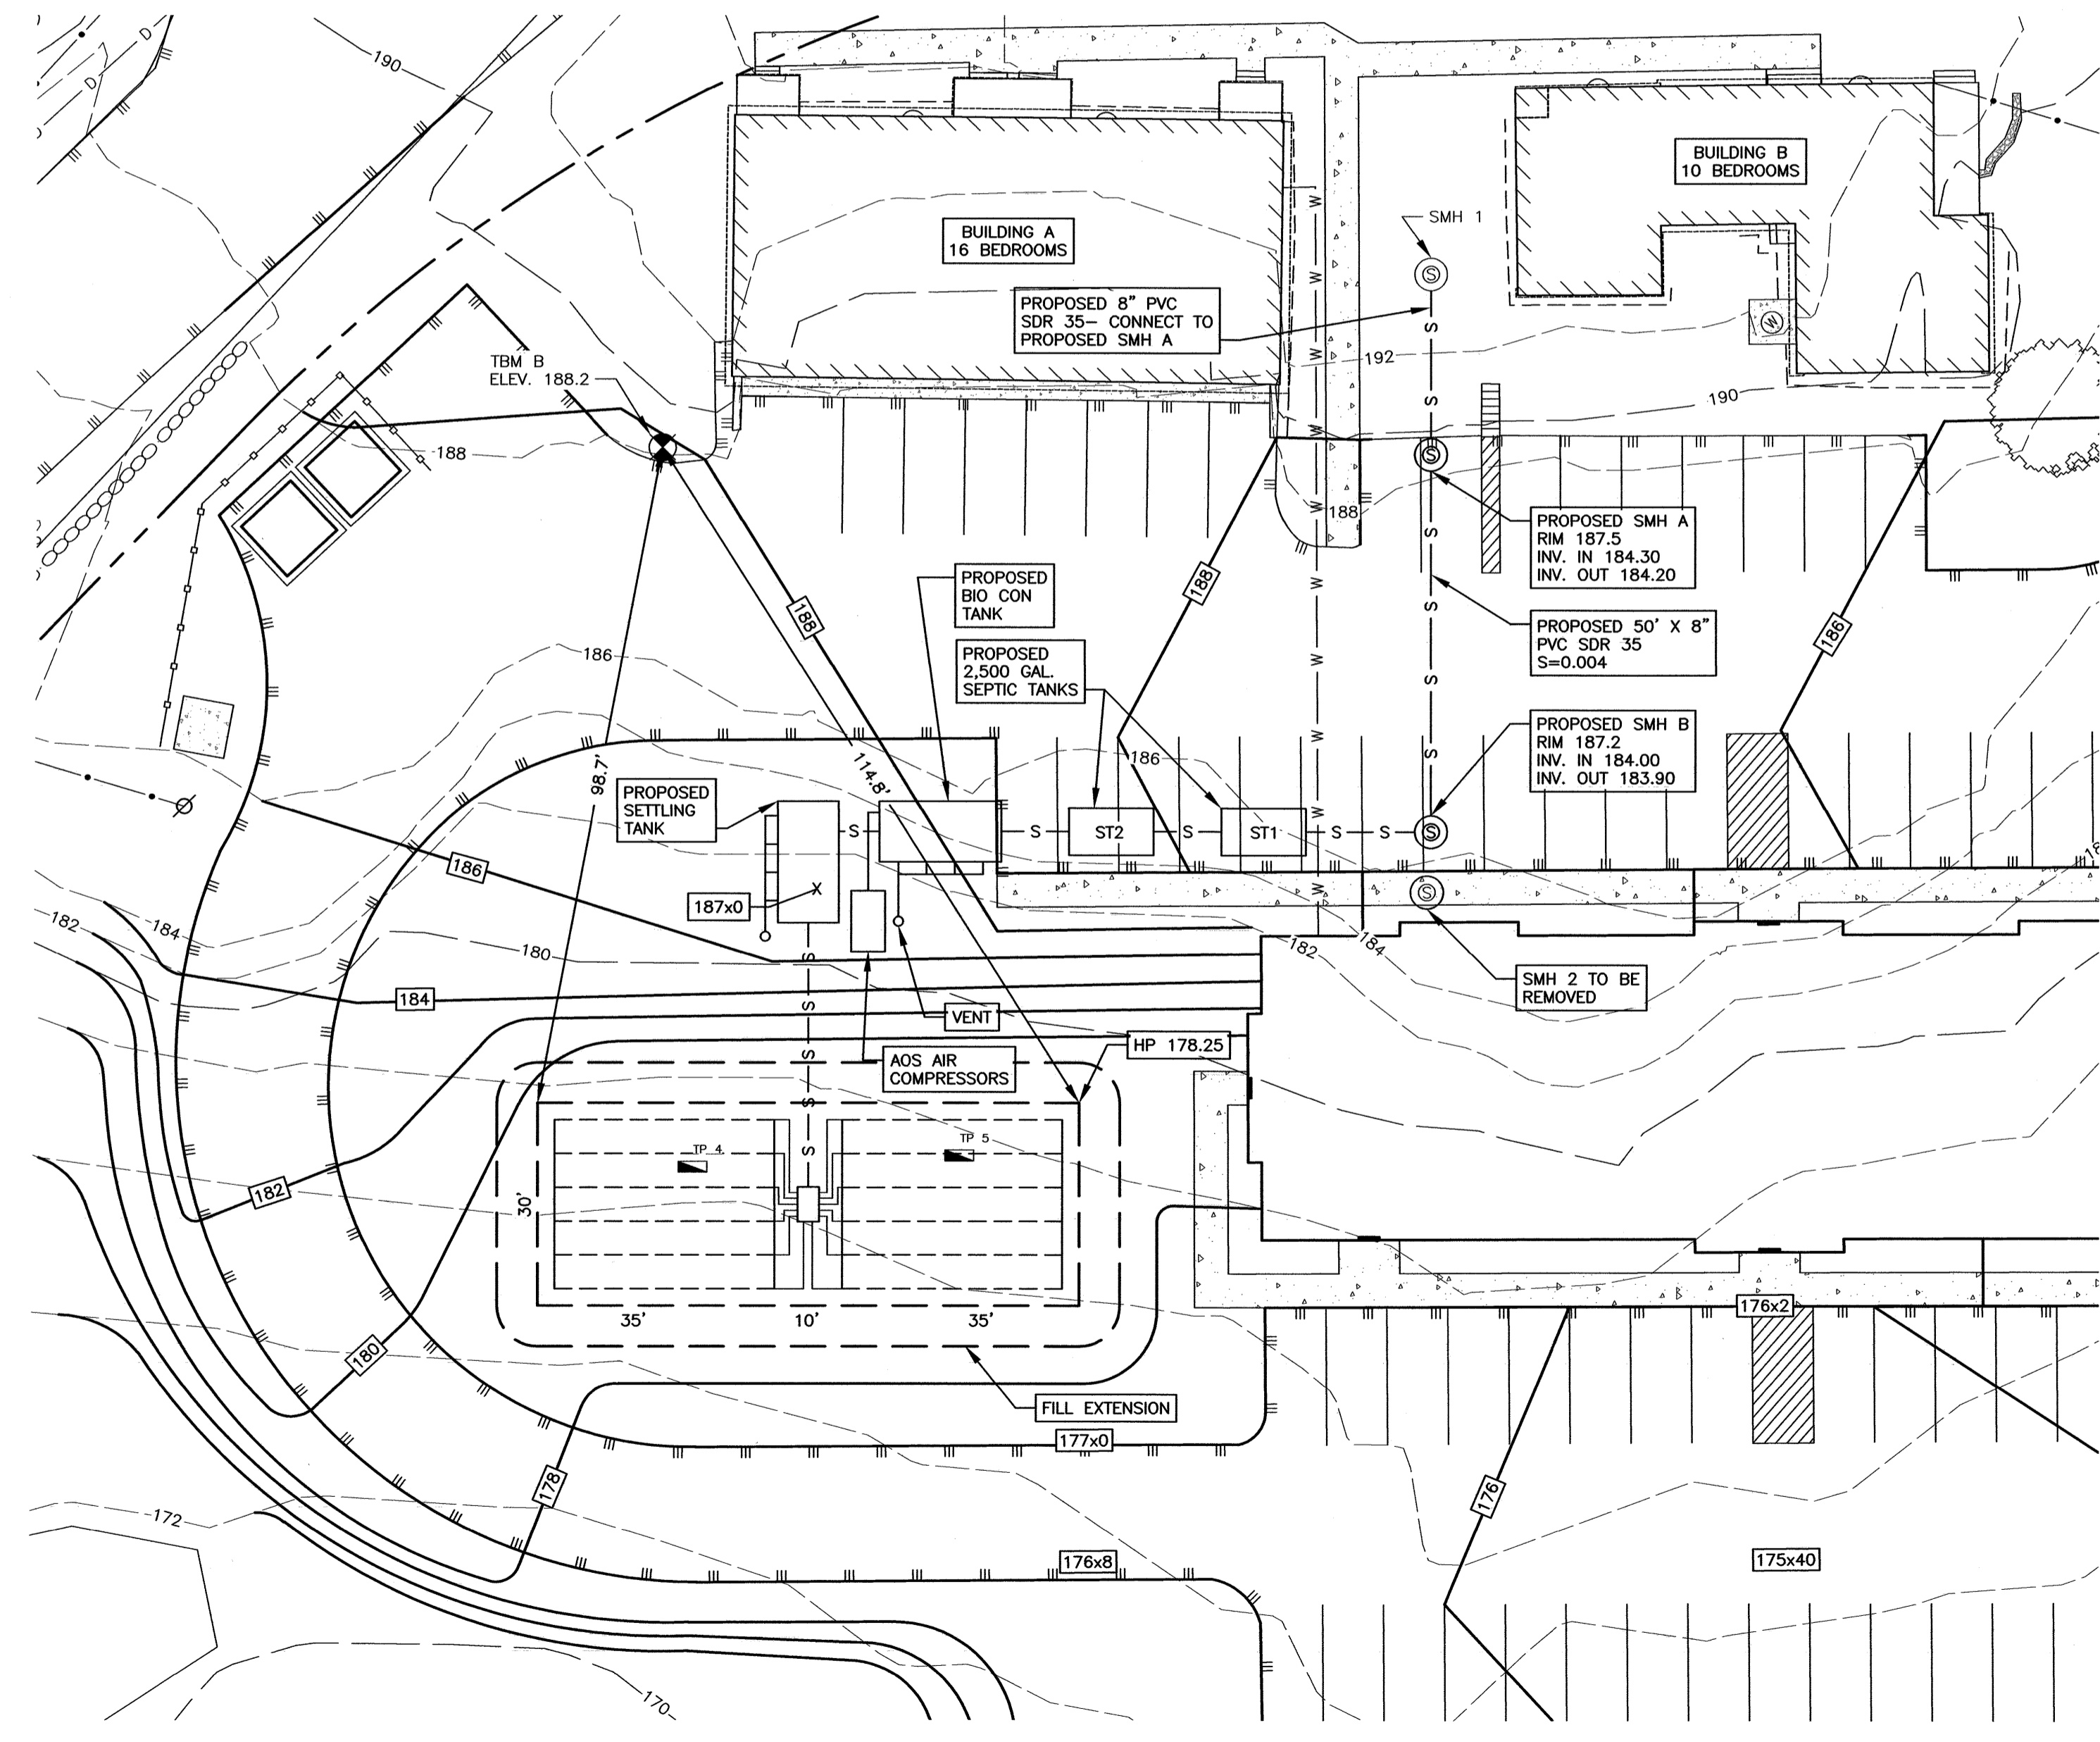 D
D
190
BUILDING A
16 BEDROOMS
BUILDING B
10 BEDROOMS
SMH 1
S
PROPOSED 8" PVC
SDR 35- CONNECT TO
PROPOSED SMH A
W
W
W
S
S
192
W
190
TBM B
ELEV. 188.2
188
S
188
PROPOSED SMH A
RIM 187.5
INV. IN 184.30
INV. OUT 184.20
W
W
W
S
S
S
S
188
188
PROPOSED
BIO CON
TANK
PROPOSED
2,500 GAL.
SEPTIC TANKS
PROPOSED 50' X 8"
PVC SDR 35
S=0.004
186
186
W
W
W
186
PROPOSED SMH B
RIM 187.2
INV. IN 184.00
INV. OUT 183.90
98.7'
114.8'
PROPOSED
SETTLING
TANK
S
S
ST2
S
ST1
S
S
S
186
X
187x0
W
S
182
184
180
182
184
SMH 2 TO BE
REMOVED
184
S
S
S
S
S
VENT
HP 178.25
AOS AIR
COMPRESSORS
TP 4
TP 5
182
30'
35'
10'
35'
176x2
180
FILL EXTENSION
177x0
178
176
172
176x8
175x40
170